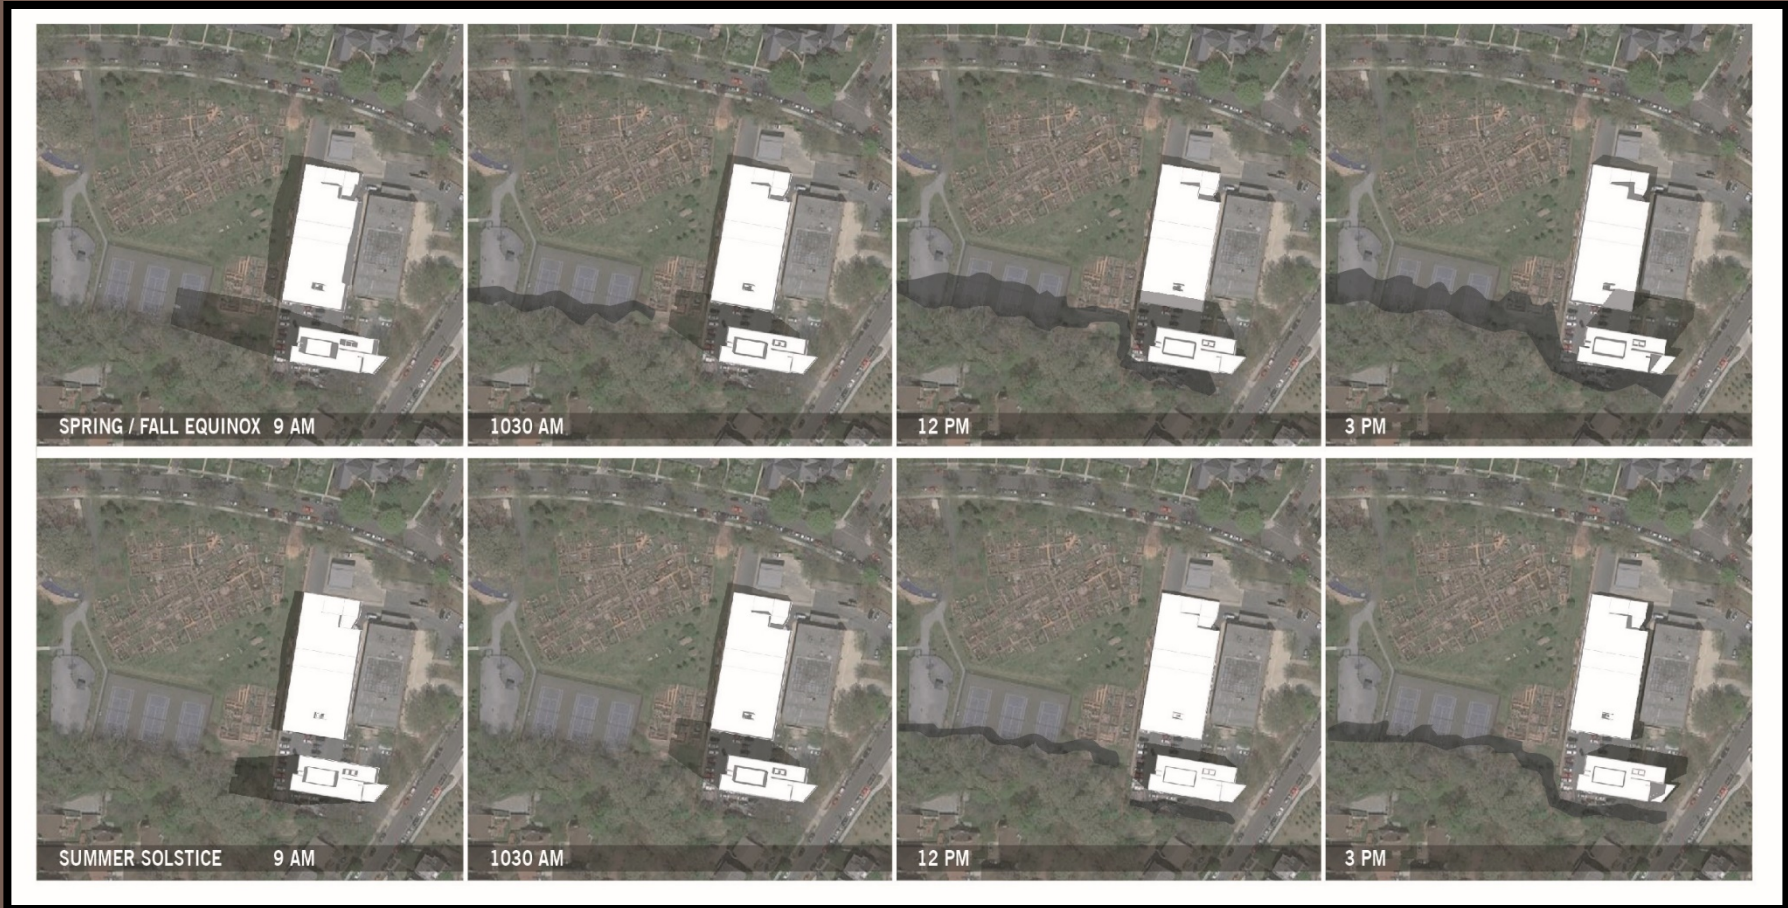 SPRING / FALL EQUINOX 9 AM
1030 AM
12 PM
3 PM
SUMMER SOLSTICE 9 AM
1030 AM
12 PM
3 PM